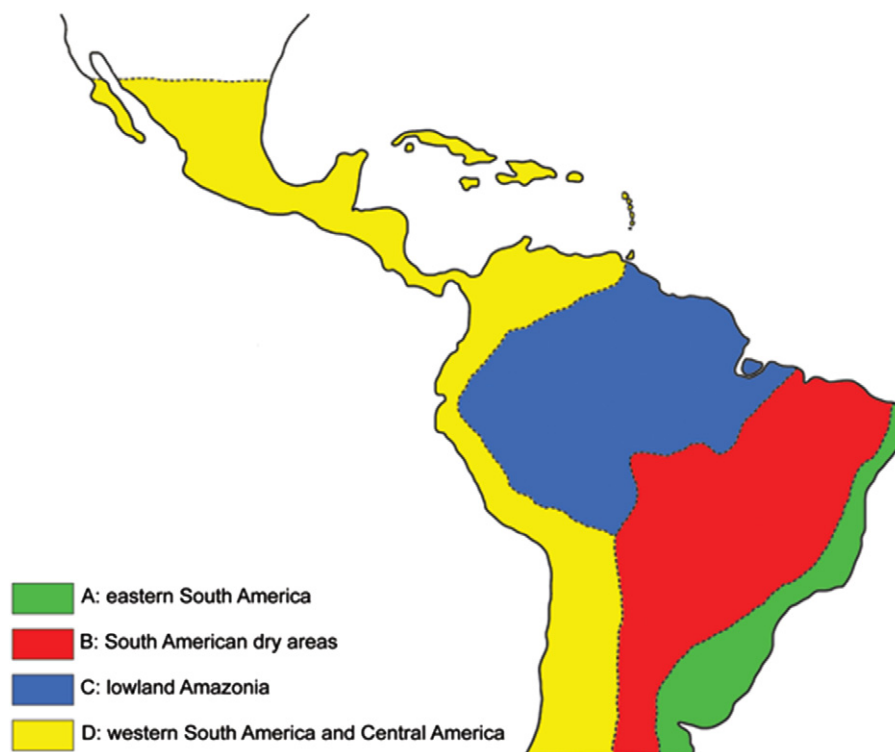 A: eastern South America
B: South American dry areas
C: lowland Amazonia
D: western South America and Central America